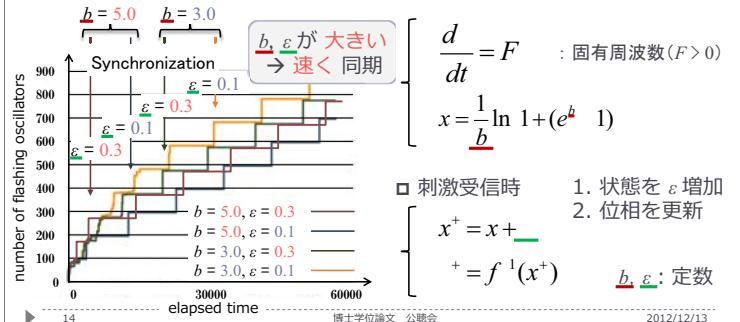 b = 5.0 b = 3.0
b, ε が 大きい
→ 速く 同期
Synchronization
ε = 0.1
ε = 0.3
ε = 0.1
ε = 0.3
number of flashing oscillators
900
800
700
600
500
400
300
200
100
0
0 30000 60000
elapsed time
b = 5.0, ε = 0.3
b = 5.0, ε = 0.1
b = 3.0, ε = 0.3
b = 3.0, ε = 0.1
d/dt = F : 固有周波数(F > 0)
x = 1/b ln 1+(e^b 1)
刺激受信時
1. 状態を ε 増加
2. 位相を更新
x⁺ = x+
⁺ = f ¹(x⁺)
b, ε : 定数
14 博士学位論文 公聴会 2012/12/13